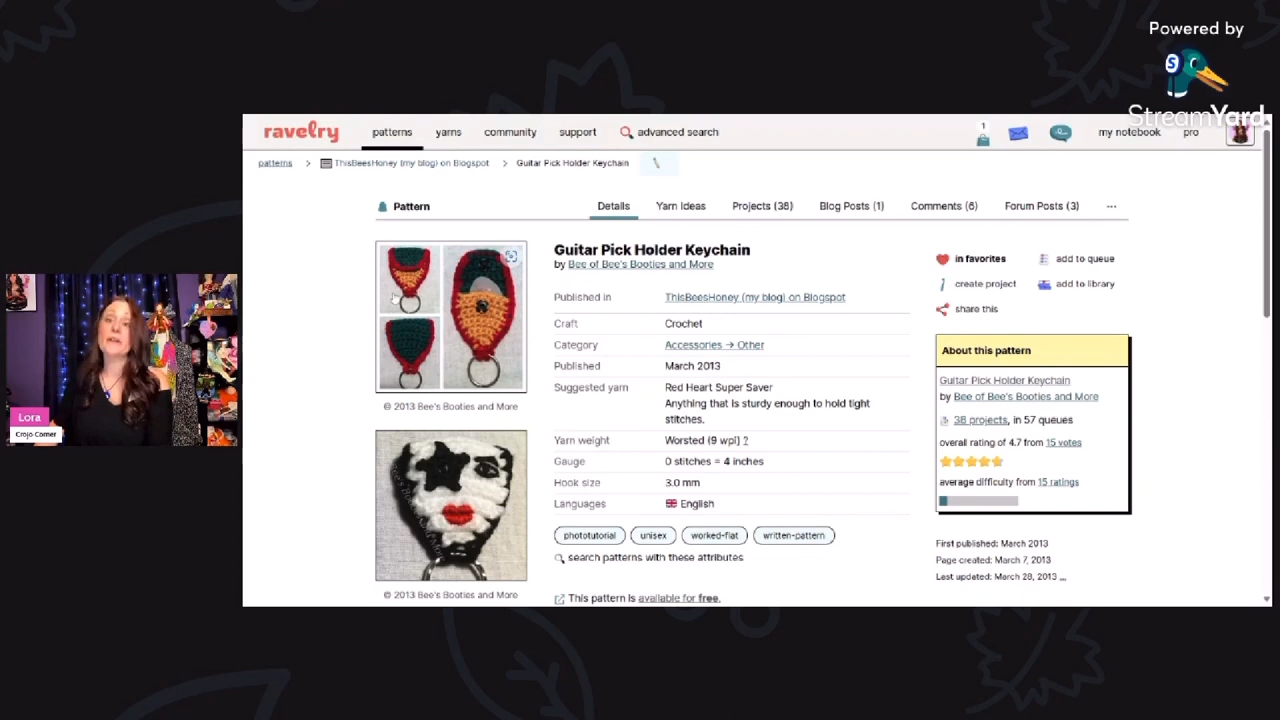 Powered by
S
StreamYard
ravelry
patterns
yarns
community
support
advanced search
1
my notebook
pro
patterns > ThisBeesHoney (my blog) on Blogspot > Guitar Pick Holder Keychain
Pattern
Details
Yarn Ideas
Projects (38)
Blog Posts (1)
Comments (6)
Forum Posts (3)
...
Guitar Pick Holder Keychain
by Bee of Bee's Booties and More
Published in ThisBeesHoney (my blog) on Blogspot
Craft Crochet
Category Accessories → Other
Published March 2013
Suggested yarn Red Heart Super Saver
Anything that is sturdy enough to hold tight
stitches.
Yarn weight Worsted (9 wpi) ?
Gauge 0 stitches = 4 inches
Hook size 3.0 mm
Languages English
phototutorial
unisex
worked-flat
written-pattern
search patterns with these attributes
This pattern is available for free.
© 2013 Bee's Booties and More
© 2013 Bee's Booties and More
in favorites
add to queue
create project
add to library
share this
About this pattern
Guitar Pick Holder Keychain
by Bee of Bee's Booties and More
38 projects, in 57 queues
overall rating of 4.7 from 15 votes
average difficulty from 15 ratings
First published: March 2013
Page created: March 7, 2013
Last updated: March 28, 2013 ...
Lora
Crojo Corner